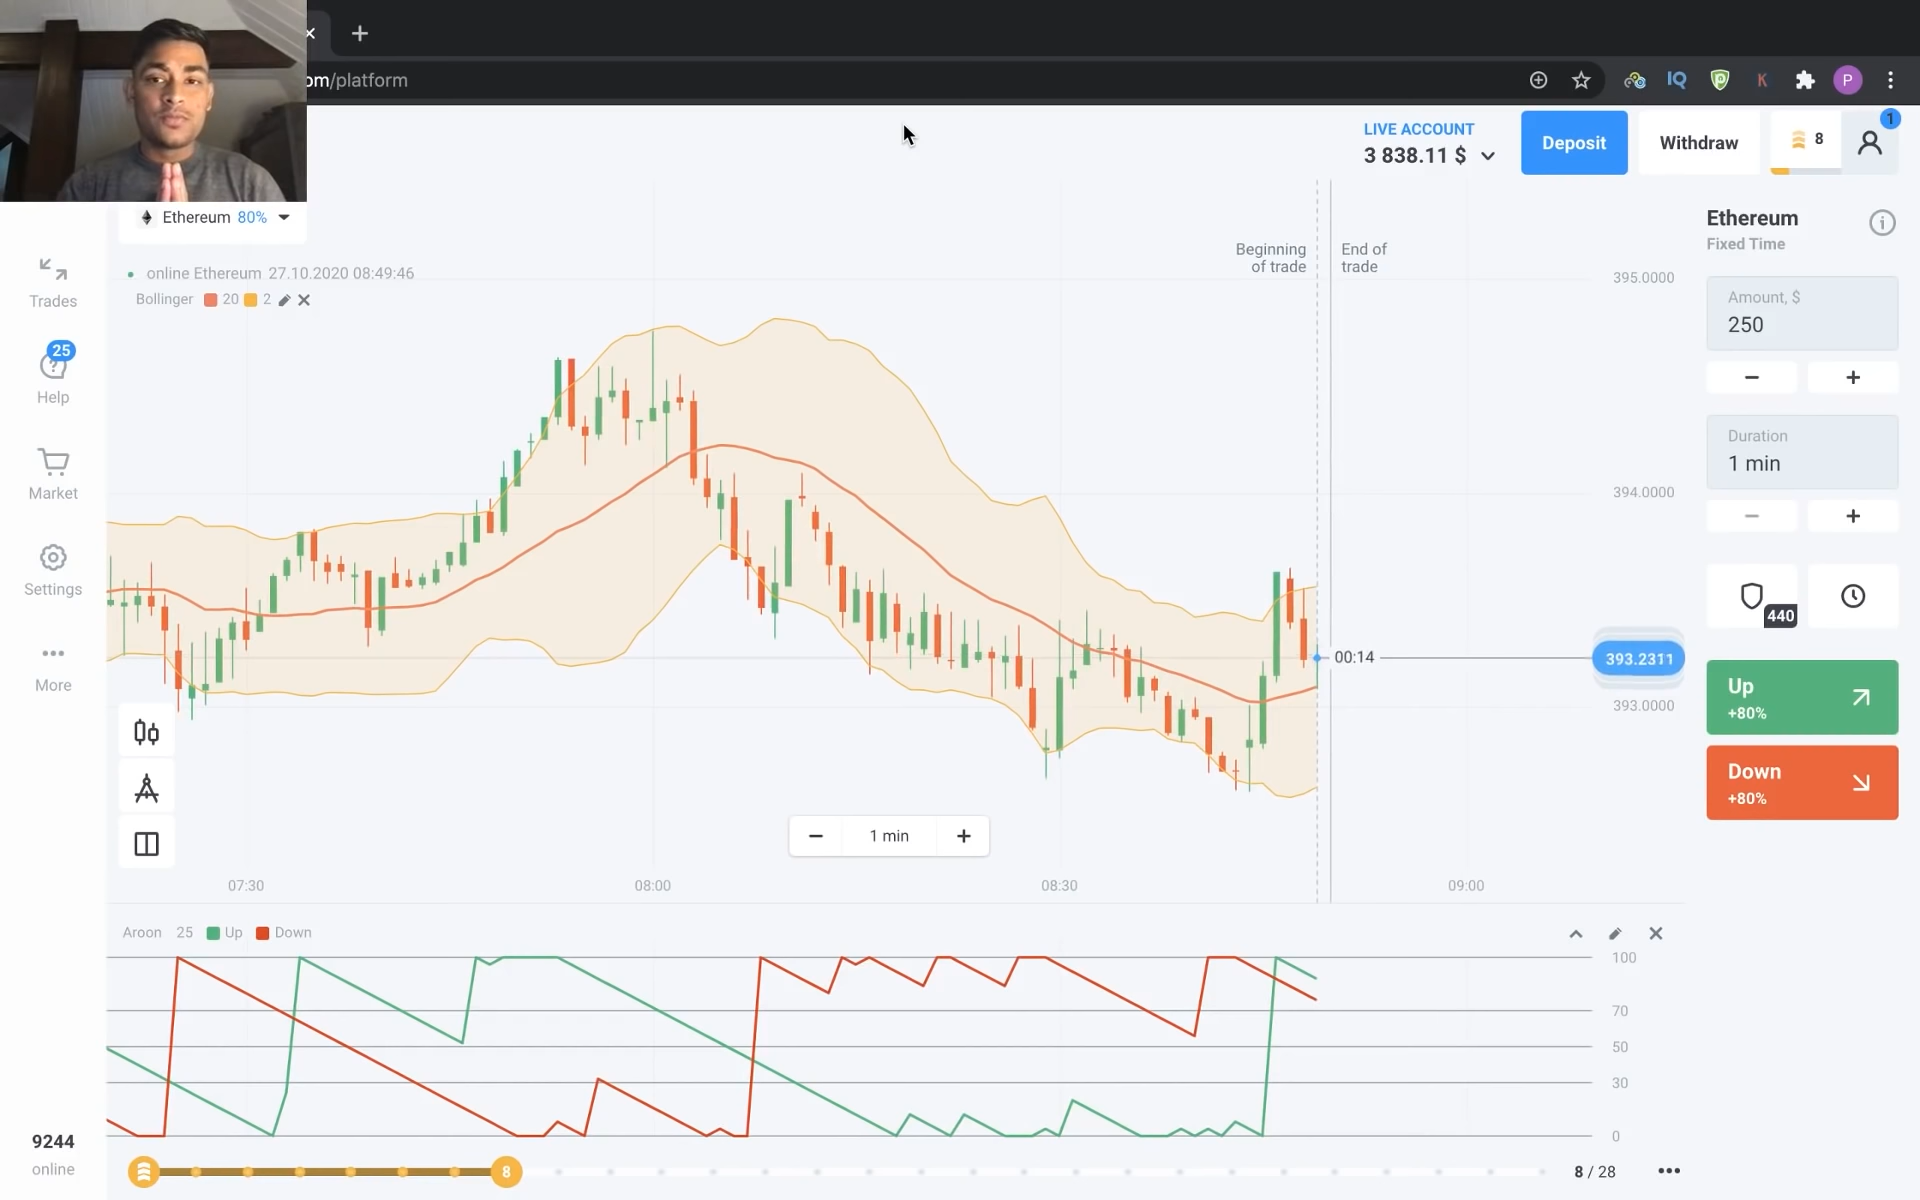 om/platform
IQ
K
P
LIVE ACCOUNT
3 838.11 $
Deposit
Withdraw
8
1
Ethereum 80%
online Ethereum 27.10.2020 08:49:46
Bollinger 20 2
Beginning
of trade
End of
trade
Trades
25
Help
Market
Settings
More
395.0000
394.0000
393.2311
393.0000
00:14
Ethereum
Fixed Time
Amount, $
250
Duration
1 min
440
Up
+80%
Down
+80%
1 min
07:30
08:00
08:30
09:00
Aroon 25 Up Down
100
70
50
30
0
9244
online
8
8 / 28